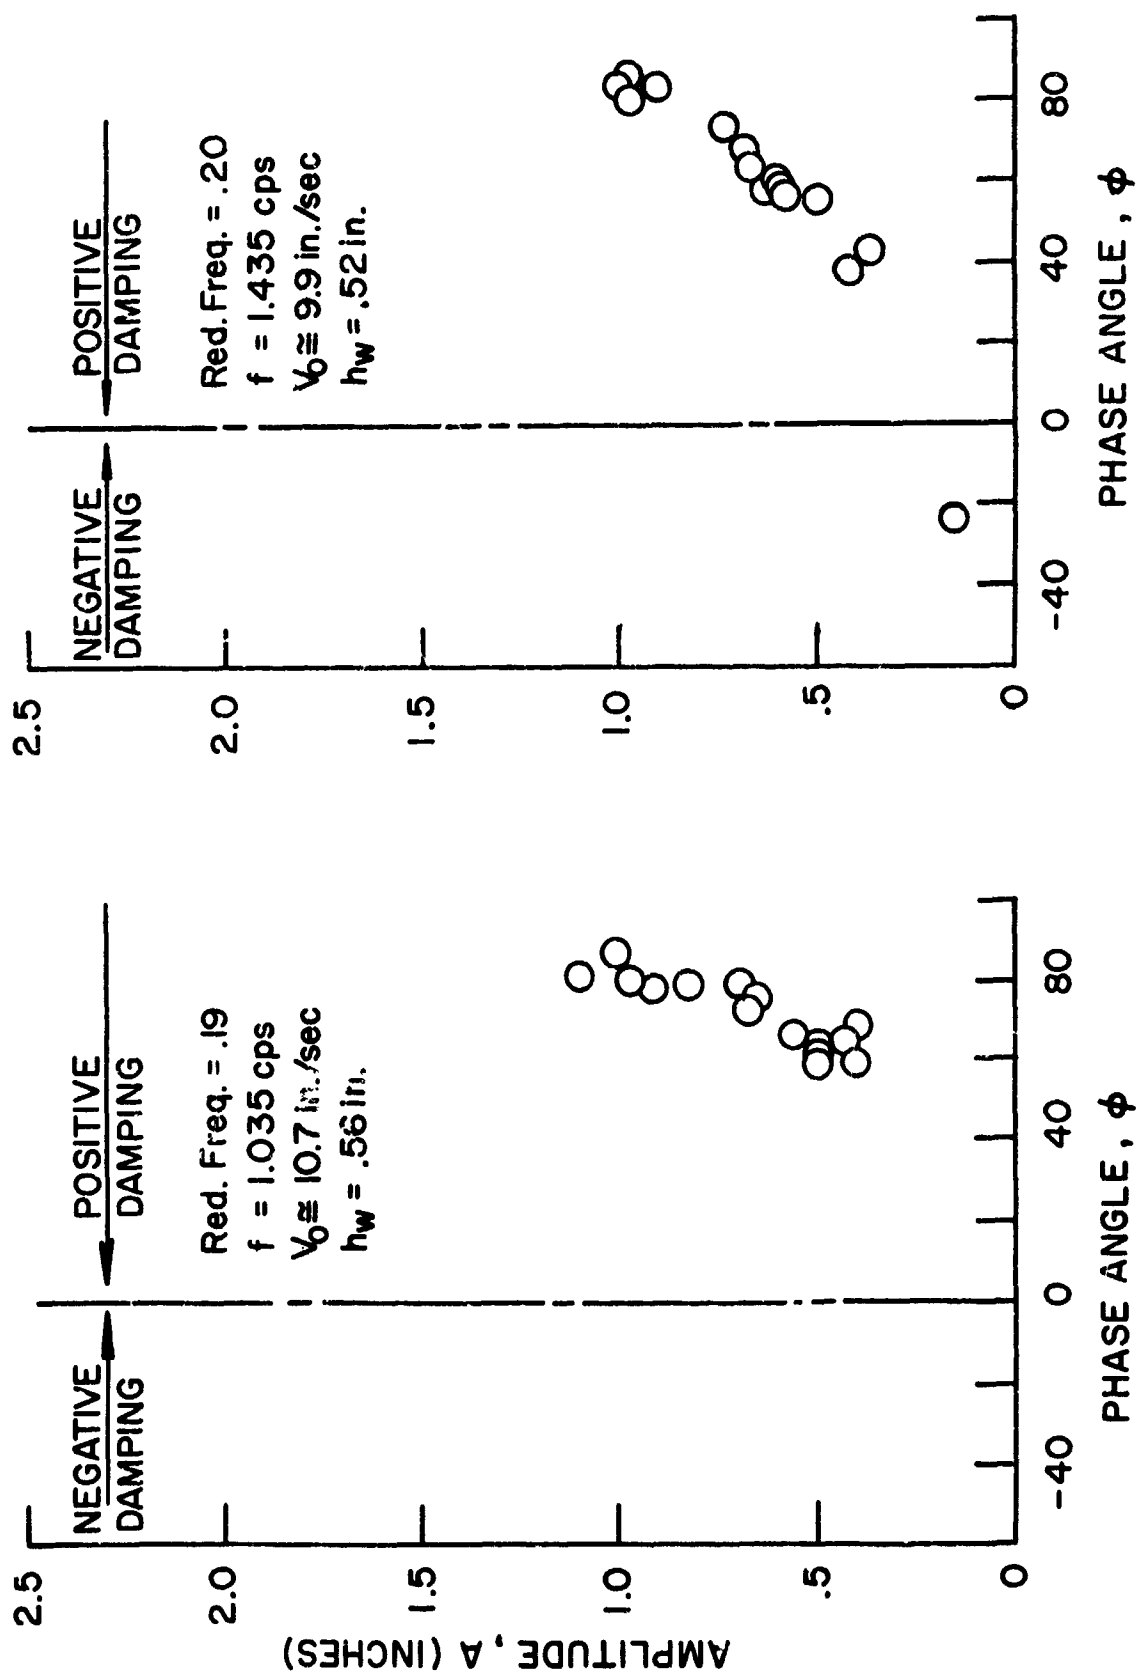 AMPLITUDE, A (INCHES)
2.5
2.0
1.5
1.0
.5
0
NEGATIVE
DAMPING
POSITIVE
DAMPING
Red. Freq. = .19
f = 1.035 cps
V₀ ≅ 10.7 in./sec
h_w = .56 in.
-40 0 40 80
PHASE ANGLE, ϕ
2.5
2.0
1.5
1.0
.5
0
NEGATIVE
DAMPING
POSITIVE
DAMPING
Red. Freq. = .20
f = 1.435 cps
V₀ ≅ 9.9 in./sec
h_w = .52 in.
-40 0 40 80
PHASE ANGLE, ϕ